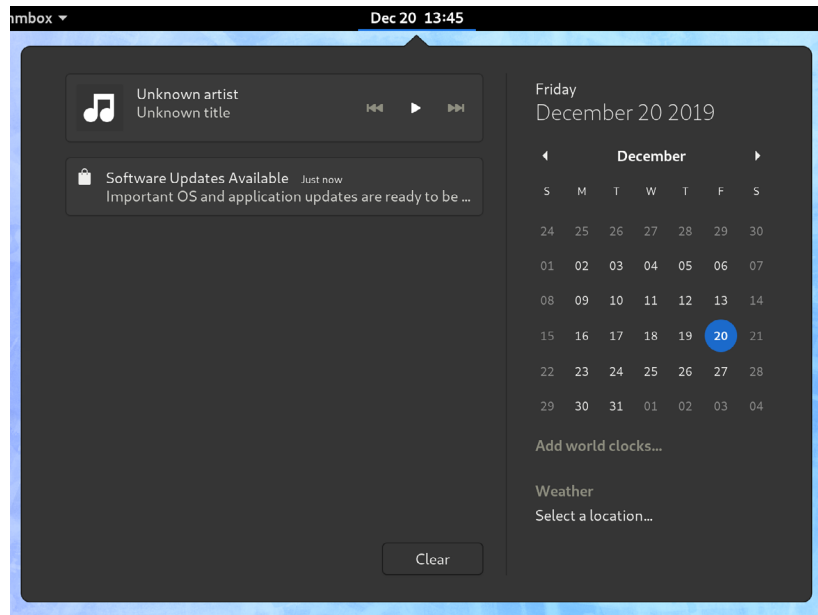 Dec 20 13:45
Unknown artist
Unknown title
Software Updates Available Just now
Important OS and application updates are ready to be ...
Clear
Friday
December 20 2019
December
S M T W T F S
24 25 26 27 28 29 30
01 02 03 04 05 06 07
08 09 10 11 12 13 14
15 16 17 18 19 20 21
22 23 24 25 26 27 28
29 30 31 01 02 03 04
Add world clocks...
Weather
Select a location...